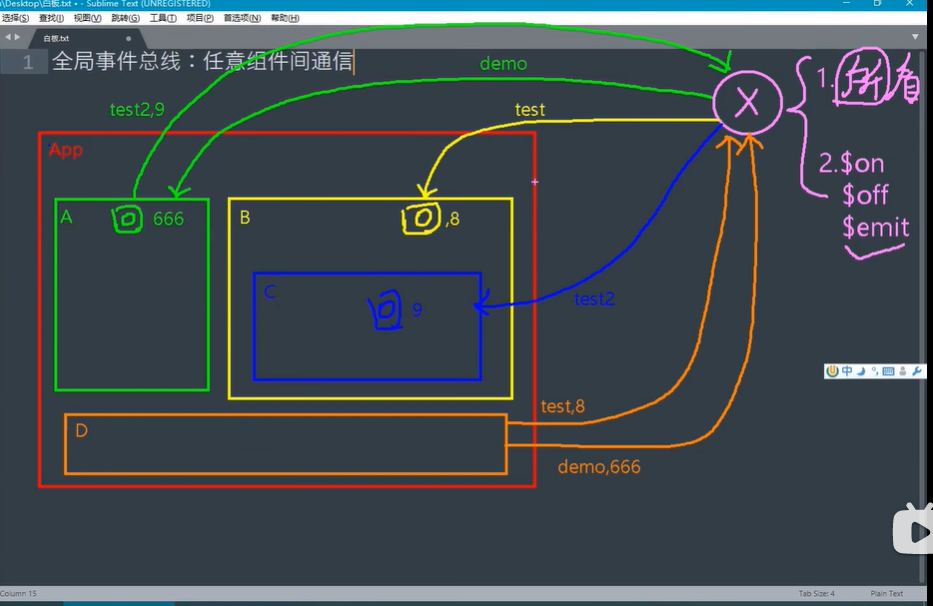 \Desktop\白板.txt • - Sublime Text (UNREGISTERED)
选择(S) 查找(I) 视图(V) 跳转(G) 工具(T) 项目(P) 首选项(N) 帮助(H)
白板.txt
1 全局事件总线：任意组件间通信
demo
test2,9
test
X
1.所有
App
2.$on
$off
$emit
A 666
B ,8
C 9
test2
中
test,8
D
demo,666
Column 15 Tab Size: 4 Plain Text